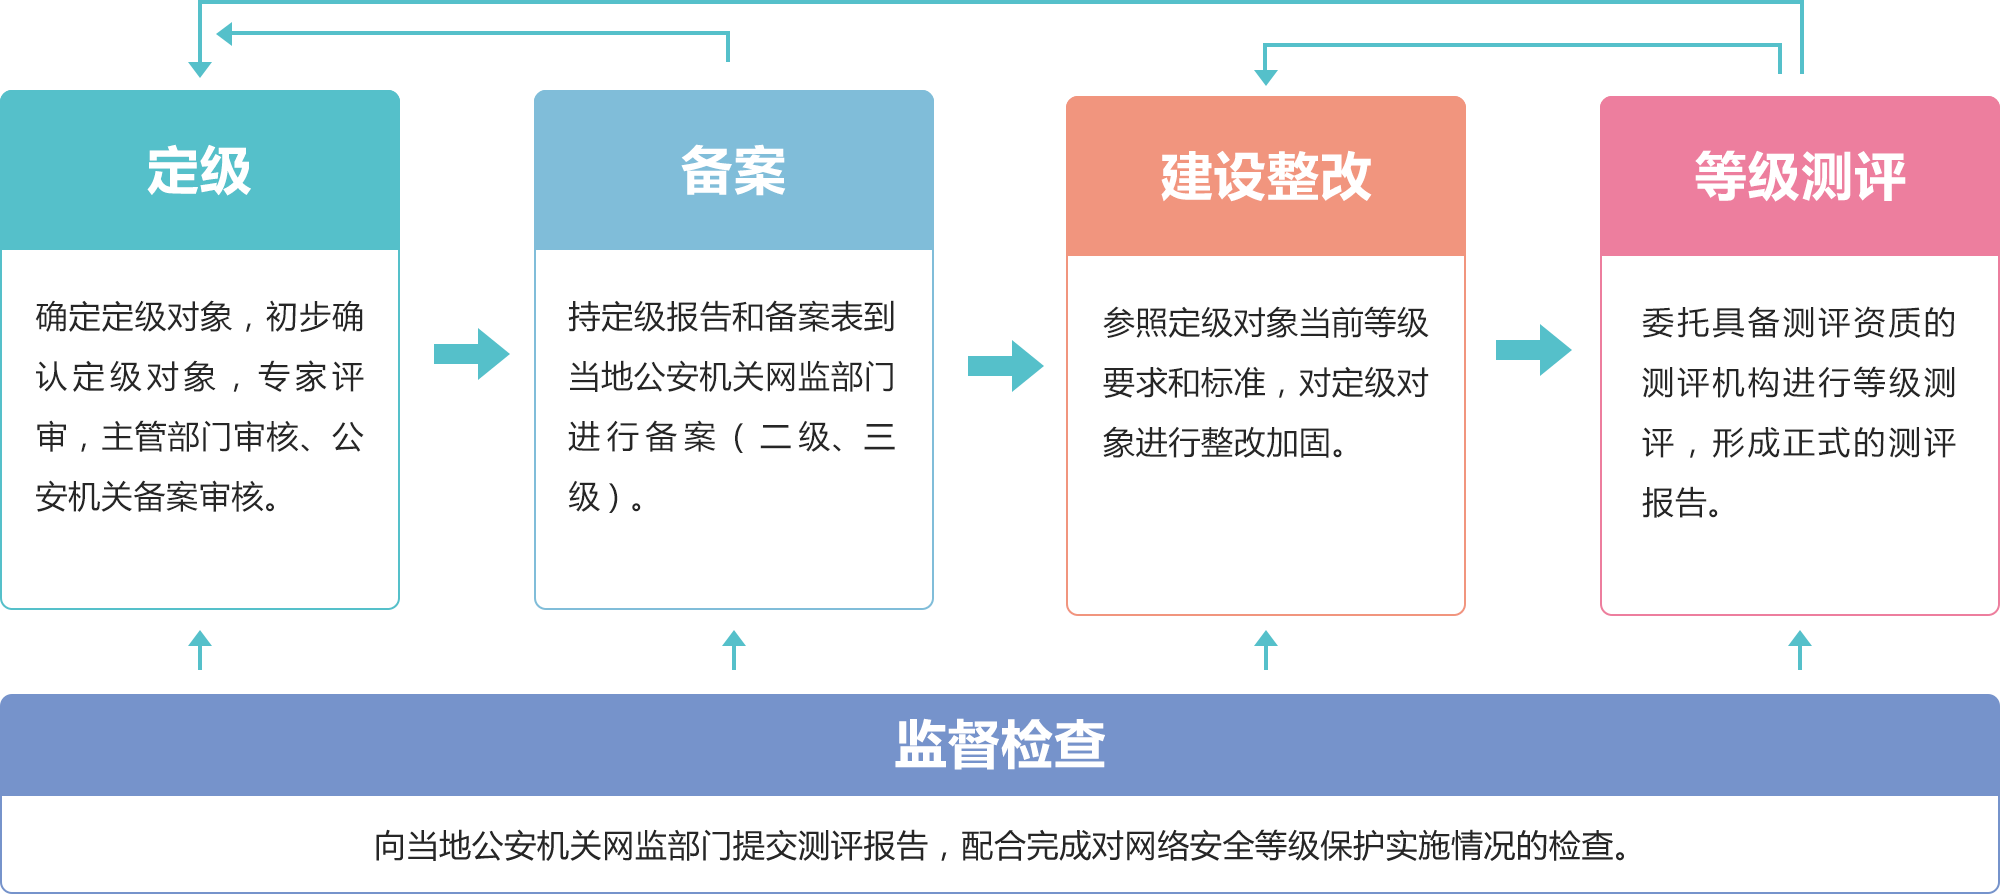 定级
确定定级对象，初步确
认定级对象，专家评
审，主管部门审核、公
安机关备案审核。
备案
持定级报告和备案表到
当地公安机关网监部门
进行备案（二级、三
级）。
建设整改
参照定级对象当前等级
要求和标准，对定级对
象进行整改加固。
等级测评
委托具备测评资质的
测评机构进行等级测
评，形成正式的测评
报告。
监督检查
向当地公安机关网监部门提交测评报告，配合完成对网络安全等级保护实施情况的检查。